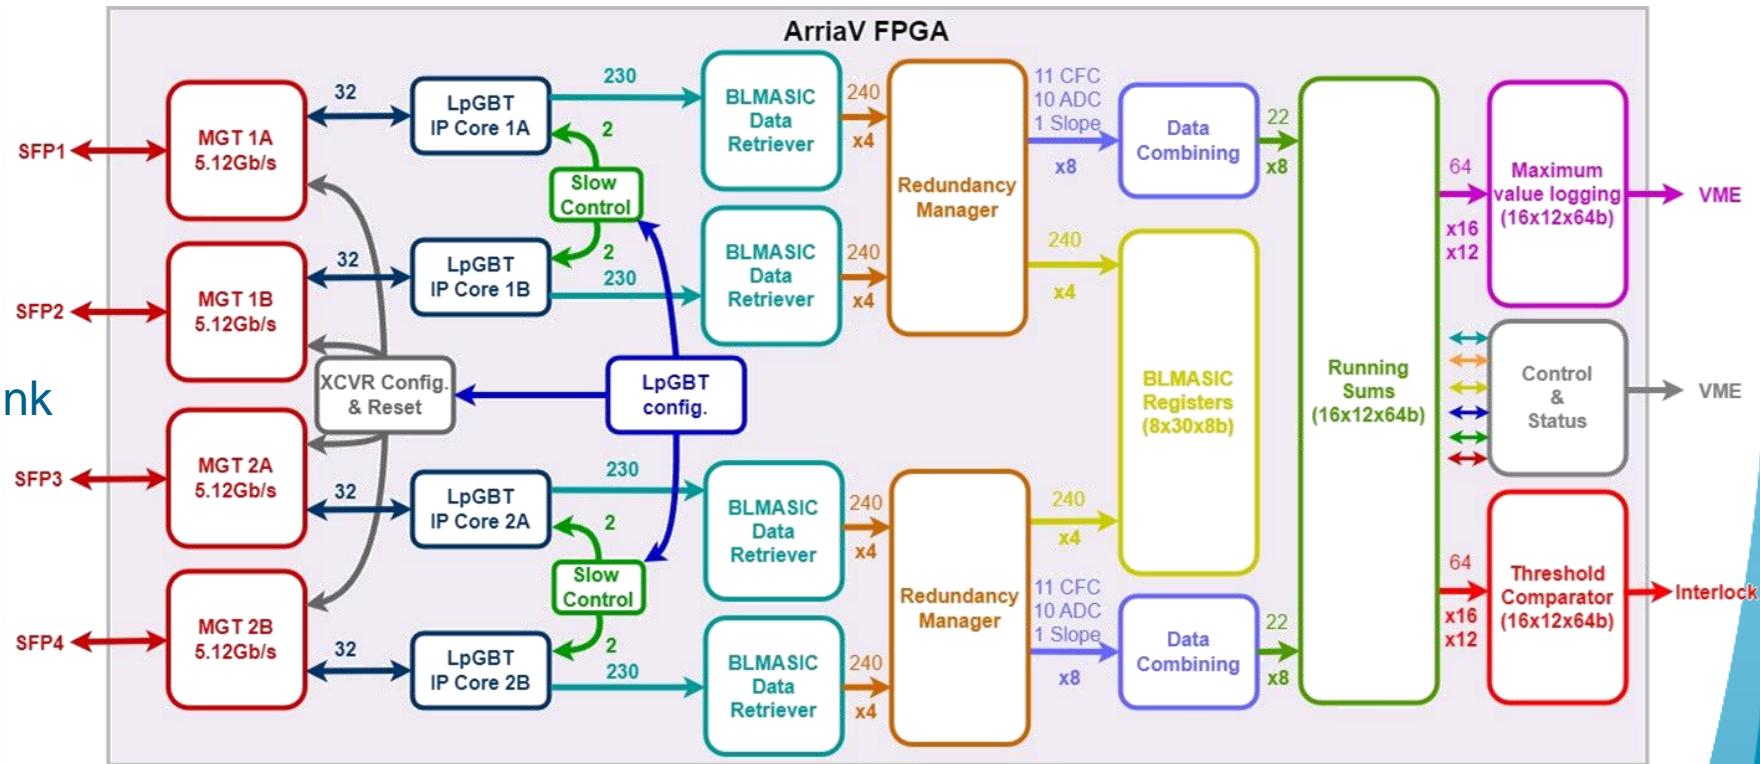 ArriaV FPGA
SFP1
MGT 1A
5.12Gb/s
32
LpGBT
IP Core 1A
230
2
Slow
Control
2
BLMASIC
Data
Retriever
240
x4
SFP2
MGT 1B
5.12Gb/s
32
LpGBT
IP Core 1B
230
BLMASIC
Data
Retriever
240
x4
Redundancy
Manager
11 CFC
10 ADC
1 Slope
x8
240
x4
Data
Combining
22
x8
nk
XCVR Config.
& Reset
LpGBT
config.
BLMASIC
Registers
(8x30x8b)
Running
Sums
(16x12x64b)
64
x16
x12
Maximum
value logging
(16x12x64b)
VME
Control
&
Status
VME
SFP3
MGT 2A
5.12Gb/s
32
LpGBT
IP Core 2A
230
2
Slow
Control
2
BLMASIC
Data
Retriever
240
x4
SFP4
MGT 2B
5.12Gb/s
32
LpGBT
IP Core 2B
230
BLMASIC
Data
Retriever
240
x4
Redundancy
Manager
240
x4
11 CFC
10 ADC
1 Slope
x8
Data
Combining
22
x8
64
x16
x12
Threshold
Comparator
(16x12x64b)
Interlock